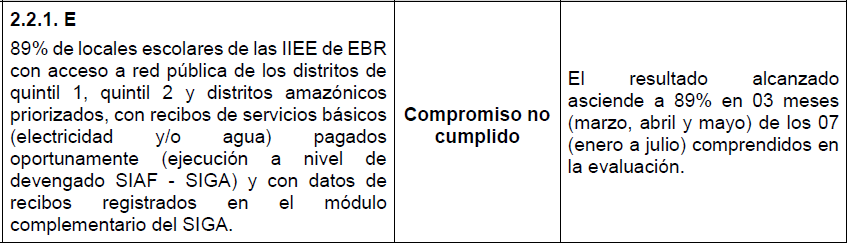 2.2.1. E
89% de locales escolares de las IIEE de EBR
con acceso a red pública de los distritos de
quintil 1, quintil 2 y distritos amazónicos
priorizados, con recibos de servicios básicos
(electricidad y/o agua) pagados
oportunamente (ejecución a nivel de
devengado SIAF - SIGA) y con datos de
recibos registrados en el módulo
complementario del SIGA.
Compromiso no
cumplido
El resultado alcanzado
asciende a 89% en 03 meses
(marzo, abril y mayo) de los 07
(enero a julio) comprendidos en
la evaluación.